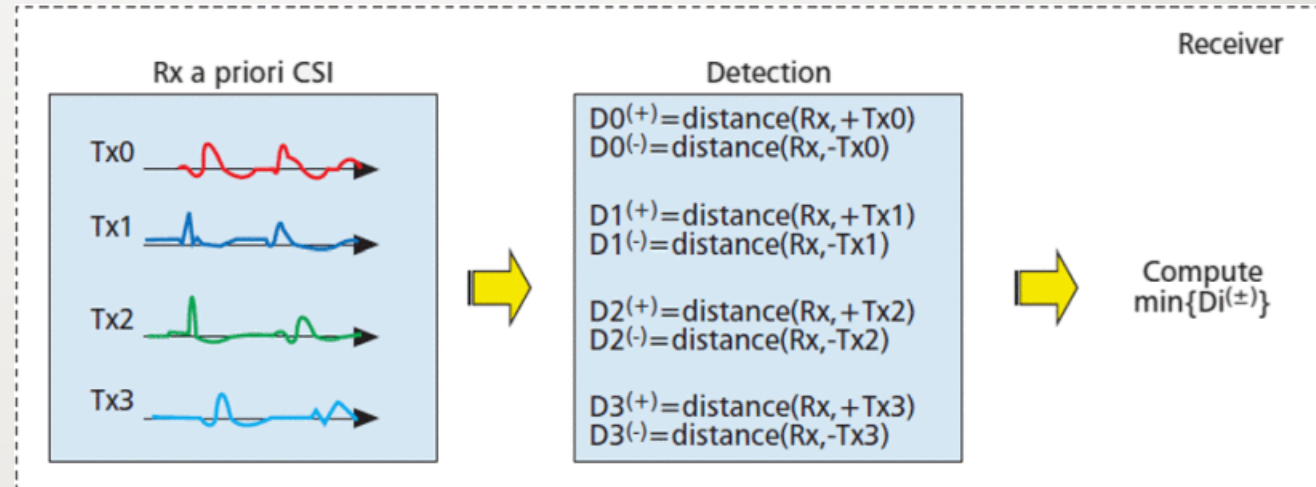 Receiver
Rx a priori CSI
Tx0
Tx1
Tx2
Tx3
Detection
D0(+)=distance(Rx,+Tx0)
D0(-)=distance(Rx,-Tx0)
D1(+)=distance(Rx,+Tx1)
D1(-)=distance(Rx,-Tx1)
D2(+)=distance(Rx,+Tx2)
D2(-)=distance(Rx,-Tx2)
D3(+)=distance(Rx,+Tx3)
D3(-)=distance(Rx,-Tx3)
Compute
min{Di(±)}